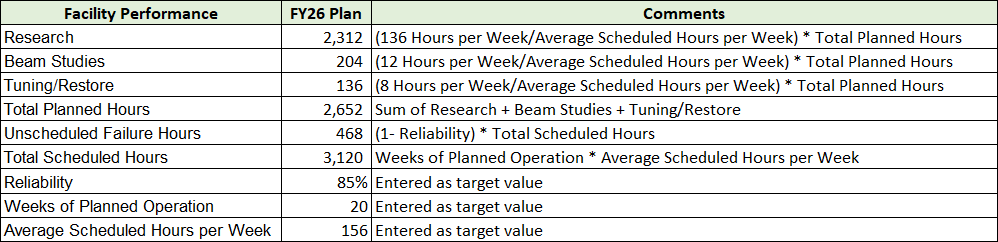 Facility Performance FY26 Plan Comments
Research 2,312 (136 Hours per Week/Average Scheduled Hours per Week) * Total Planned Hours
Beam Studies 204 (12 Hours per Week/Average Scheduled Hours per Week) * Total Planned Hours
Tuning/Restore 136 (8 Hours per Week/Average Scheduled Hours per Week) * Total Planned Hours
Total Planned Hours 2,652 Sum of Research + Beam Studies + Tuning/Restore
Unscheduled Failure Hours 468 (1- Reliability) * Total Scheduled Hours
Total Scheduled Hours 3,120 Weeks of Planned Operation * Average Scheduled Hours per Week
Reliability 85% Entered as target value
Weeks of Planned Operation 20 Entered as target value
Average Scheduled Hours per Week 156 Entered as target value